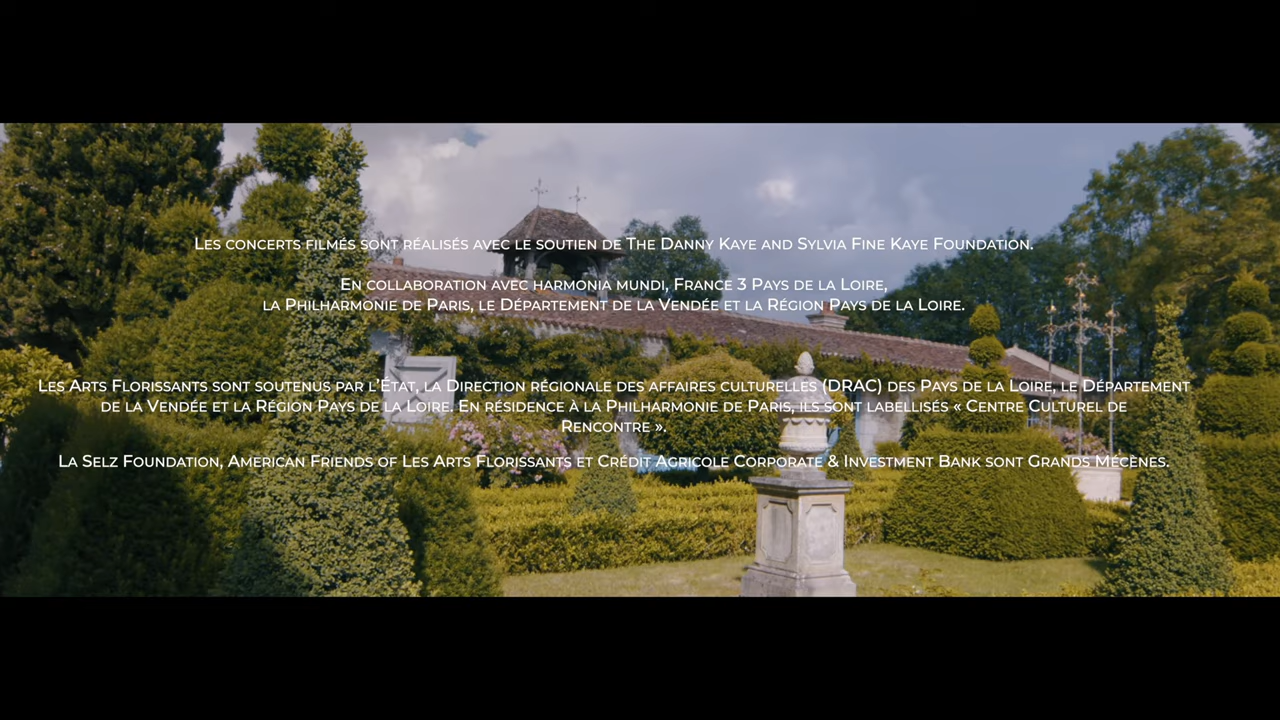 Les concerts filmés sont réalisés avec le soutien de The Danny Kaye and Sylvia Fine Kaye Foundation.
En collaboration avec harmonia mundi, France 3 Pays de la Loire,
la Philharmonie de Paris, le Département de la Vendée et la Région Pays de la Loire.
Les Arts Florissants sont soutenus par l'État, la Direction régionale des affaires culturelles (DRAC) des Pays de la Loire, le Département
de la Vendée et la Région Pays de la Loire. En résidence à la Philharmonie de Paris, ils sont labellisés « Centre Culturel de
Rencontre ».
La Selz Foundation, American Friends of Les Arts Florissants et Crédit Agricole Corporate & Investment Bank sont Grands Mécènes.